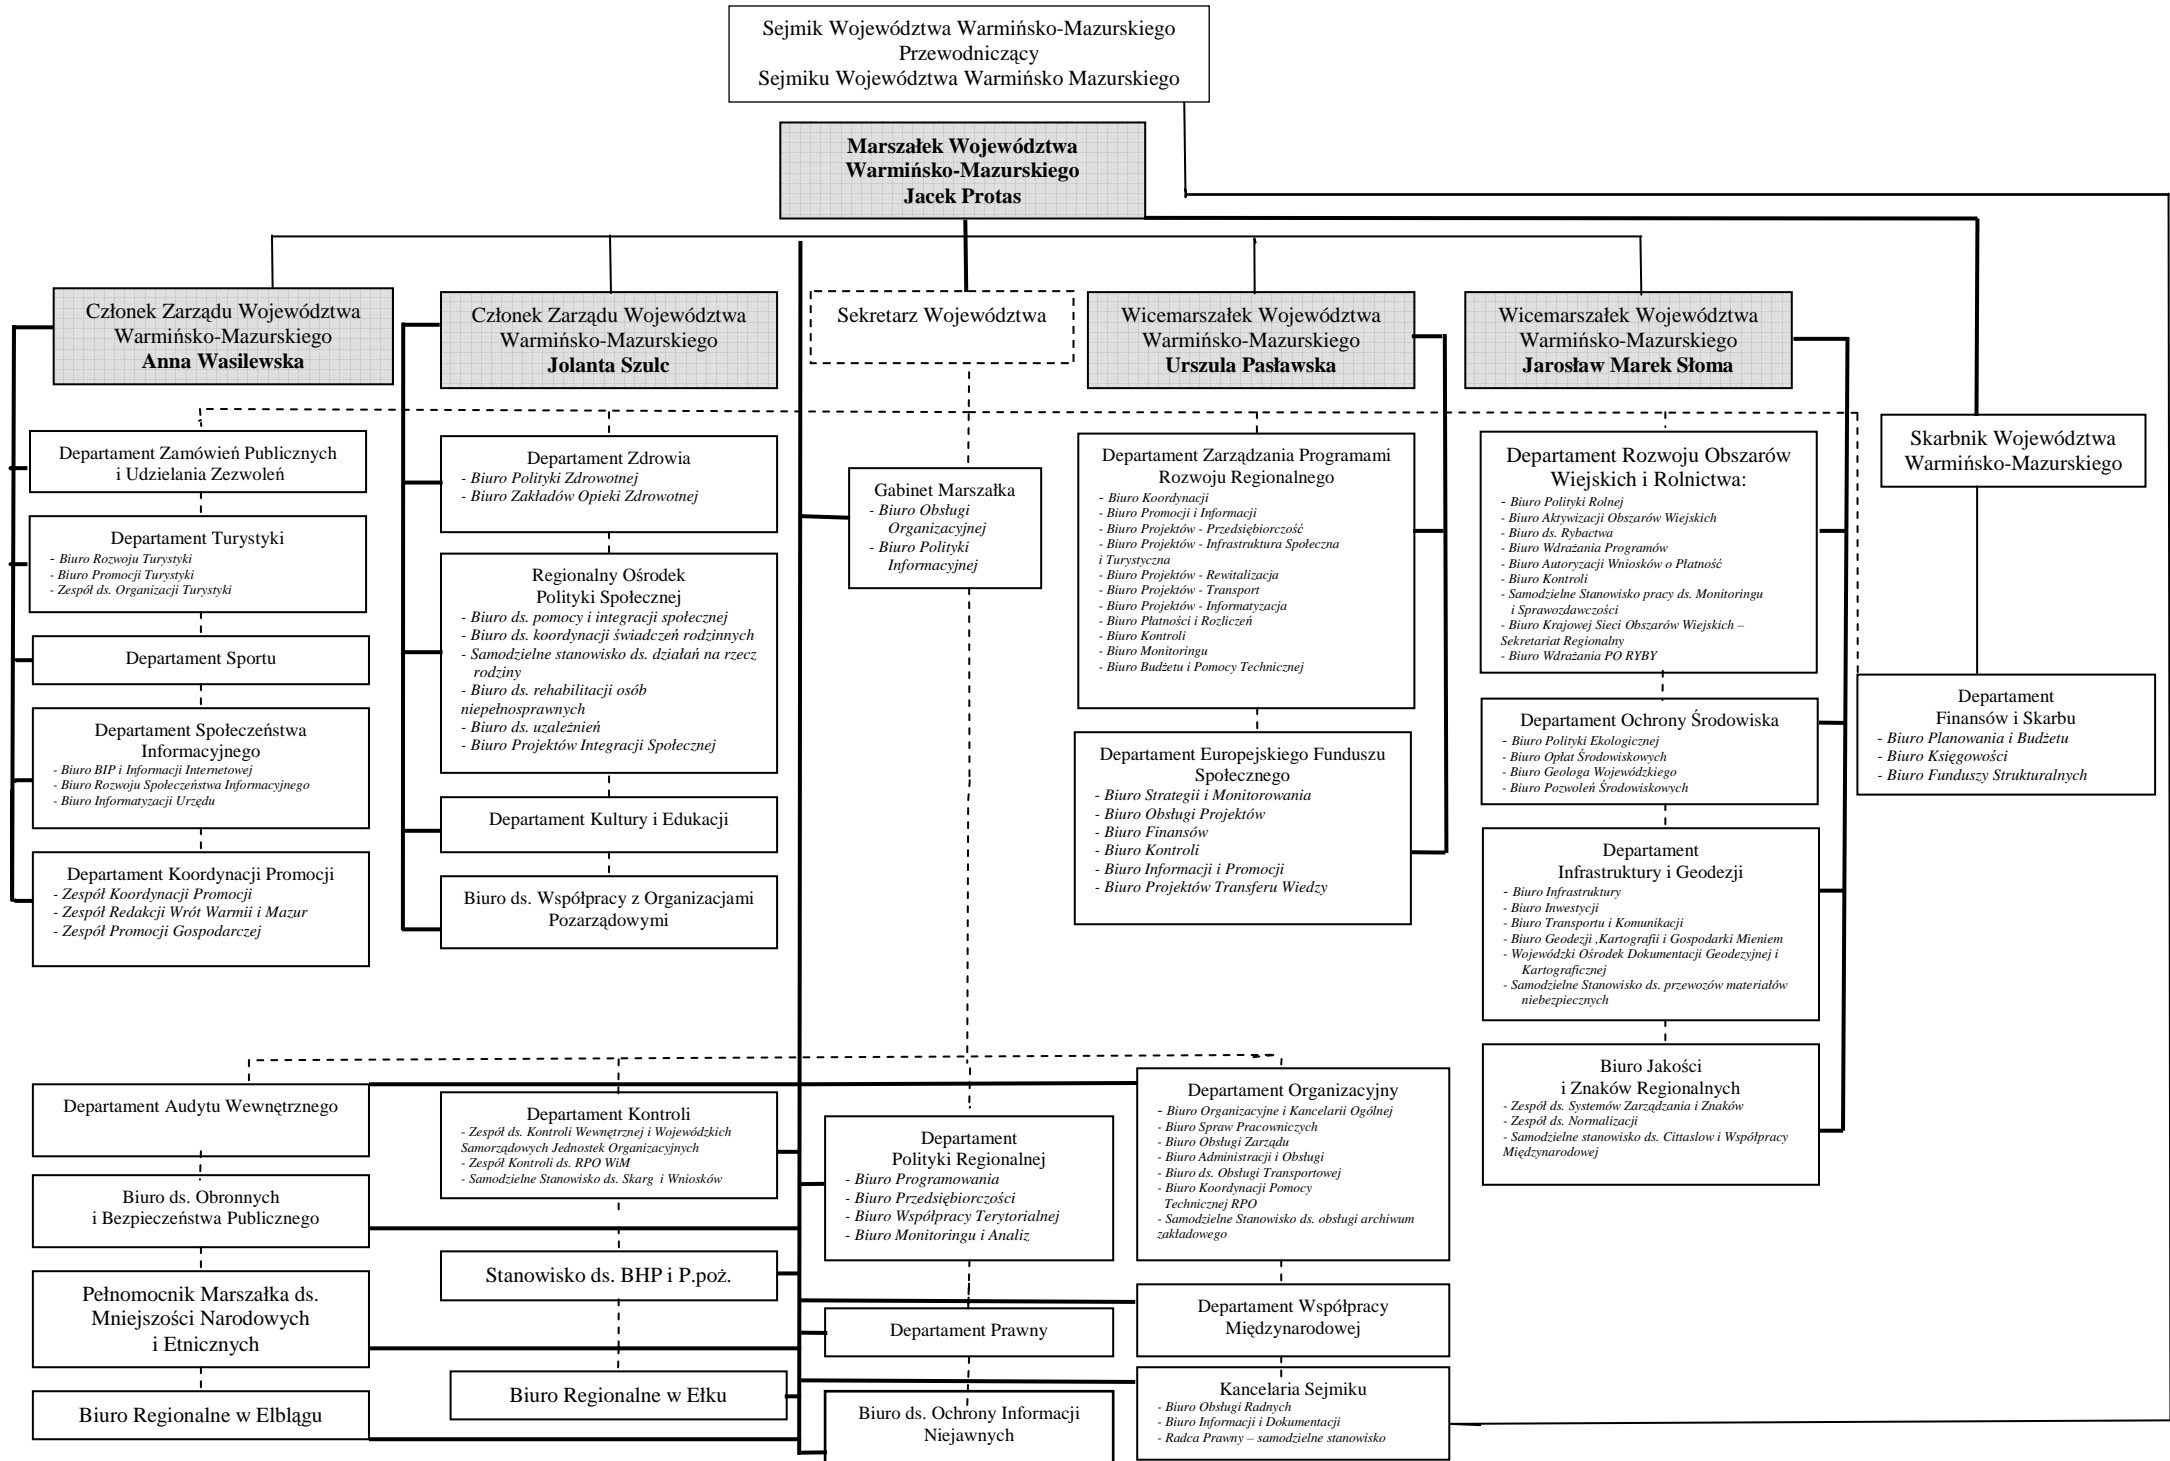 Sejmik Województwa Warmińsko-Mazurskiego
Przewodniczący
Sejmiku Województwa Warmińsko Mazurskiego
Marszałek Województwa
Warmińsko-Mazurskiego
Jacek Protas
Członek Zarządu Województwa
Warmińsko-Mazurskiego
Anna Wasilewska
Członek Zarządu Województwa
Warmińsko-Mazurskiego
Jolanta Szulc
Sekretarz Województwa
Wicemarszałek Województwa
Warmińsko-Mazurskiego
Urszula Pasławska
Wicemarszałek Województwa
Warmińsko-Mazurskiego
Jarosław Marek Słoma
Skarbnik Województwa
Warmińsko-Mazurskiego
Departament Zamówień Publicznych
i Udzielania Zezwoleń
Departament Turystyki
- Biuro Rozwoju Turystyki
- Biuro Promocji Turystyki
- Zespół ds. Organizacji Turystyki
Departament Sportu
Departament Społeczeństwa
Informacyjnego
- Biuro BIP i Informacji Internetowej
- Biuro Rozwoju Społeczeństwa Informacyjnego
- Biuro Informatyzacji Urzędu
Departament Koordynacji Promocji
- Zespół Koordynacji Promocji
- Zespół Redakcji Wrót Warmii i Mazur
- Zespół Promocji Gospodarczej
Departament Zdrowia
- Biuro Polityki Zdrowotnej
- Biuro Zakładów Opieki Zdrowotnej
Regionalny Ośrodek
Polityki Społecznej
- Biuro ds. pomocy i integracji społecznej
- Biuro ds. koordynacji świadczeń rodzinnych
- Samodzielne stanowisko ds. działań na rzecz
rodziny
- Biuro ds. rehabilitacji osób
niepełnosprawnych
- Biuro ds. uzależnień
- Biuro Projektów Integracji Społecznej
Departament Kultury i Edukacji
Biuro ds. Współpracy z Organizacjami
Pozarządowymi
Gabinet Marszałka
- Biuro Obsługi
Organizacyjnej
- Biuro Polityki
Informacyjnej
Departament Zarządzania Programami
Rozwoju Regionalnego
- Biuro Koordynacji
- Biuro Promocji i Informacji
- Biuro Projektów - Przedsiębiorczość
- Biuro Projektów - Infrastruktura Społeczna
i Turystyczna
- Biuro Projektów - Rewitalizacja
- Biuro Projektów - Transport
- Biuro Projektów - Informatyzacja
- Biuro Płatności i Rozliczeń
- Biuro Kontroli
- Biuro Monitoringu
- Biuro Budżetu i Pomocy Technicznej
Departament Europejskiego Funduszu
Społecznego
- Biuro Strategii i Monitorowania
- Biuro Obsługi Projektów
- Biuro Finansów
- Biuro Kontroli
- Biuro Informacji i Promocji
- Biuro Projektów Transferu Wiedzy
Departament Rozwoju Obszarów
Wiejskich i Rolnictwa:
- Biuro Polityki Rolnej
- Biuro Aktywizacji Obszarów Wiejskich
- Biuro ds. Rybactwa
- Biuro Wdrażania Programów
- Biuro Autoryzacji Wniosków o Płatność
- Biuro Kontroli
- Samodzielne Stanowisko pracy ds. Monitoringu
i Sprawozdawczości
- Biuro Krajowej Sieci Obszarów Wiejskich –
Sekretariat Regionalny
- Biuro Wdrażania PO RYBY
Departament Ochrony Środowiska
- Biuro Polityki Ekologicznej
- Biuro Opłat Środowiskowych
- Biuro Geologa Wojewódzkiego
- Biuro Pozwoleń Środowiskowych
Departament
Infrastruktury i Geodezji
- Biuro Infrastruktury
- Biuro Inwestycji
- Biuro Transportu i Komunikacji
- Biuro Geodezji ,Kartografii i Gospodarki Mieniem
- Wojewódzki Ośrodek Dokumentacji Geodezyjnej i
Kartograficznej
- Samodzielne Stanowisko ds. przewozów materiałów
niebezpiecznych
Biuro Jakości
i Znaków Regionalnych
- Zespół ds. Systemów Zarządzania i Znaków
- Zespół ds. Normalizacji
- Samodzielne stanowisko ds. Cittaslow i Współpracy
Międzynarodowej
Departament
Finansów i Skarbu
- Biuro Planowania i Budżetu
- Biuro Księgowości
- Biuro Funduszy Strukturalnych
Departament Audytu Wewnętrznego
Biuro ds. Obronnych
i Bezpieczeństwa Publicznego
Pełnomocnik Marszałka ds.
Mniejszości Narodowych
i Etnicznych
Biuro Regionalne w Elblągu
Departament Kontroli
- Zespół ds. Kontroli Wewnętrznej i Wojewódzkich
Samorządowych Jednostek Organizacyjnych
- Zespół Kontroli ds. RPO WiM
- Samodzielne Stanowisko ds. Skarg i Wniosków
Stanowisko ds. BHP i P.poż.
Biuro Regionalne w Ełku
Departament
Polityki Regionalnej
- Biuro Programowania
- Biuro Przedsiębiorczości
- Biuro Współpracy Terytorialnej
- Biuro Monitoringu i Analiz
Departament Prawny
Biuro ds. Ochrony Informacji
Niejawnych
Departament Organizacyjny
- Biuro Organizacyjne i Kancelarii Ogólnej
- Biuro Spraw Pracowniczych
- Biuro Obsługi Zarządu
- Biuro Administracji i Obsługi
- Biuro ds. Obsługi Transportowej
- Biuro Koordynacji Pomocy
Technicznej RPO
- Samodzielne Stanowisko ds. obsługi archiwum
zakładowego
Departament Współpracy
Międzynarodowej
Kancelaria Sejmiku
- Biuro Obsługi Radnych
- Biuro Informacji i Dokumentacji
- Radca Prawny – samodzielne stanowisko